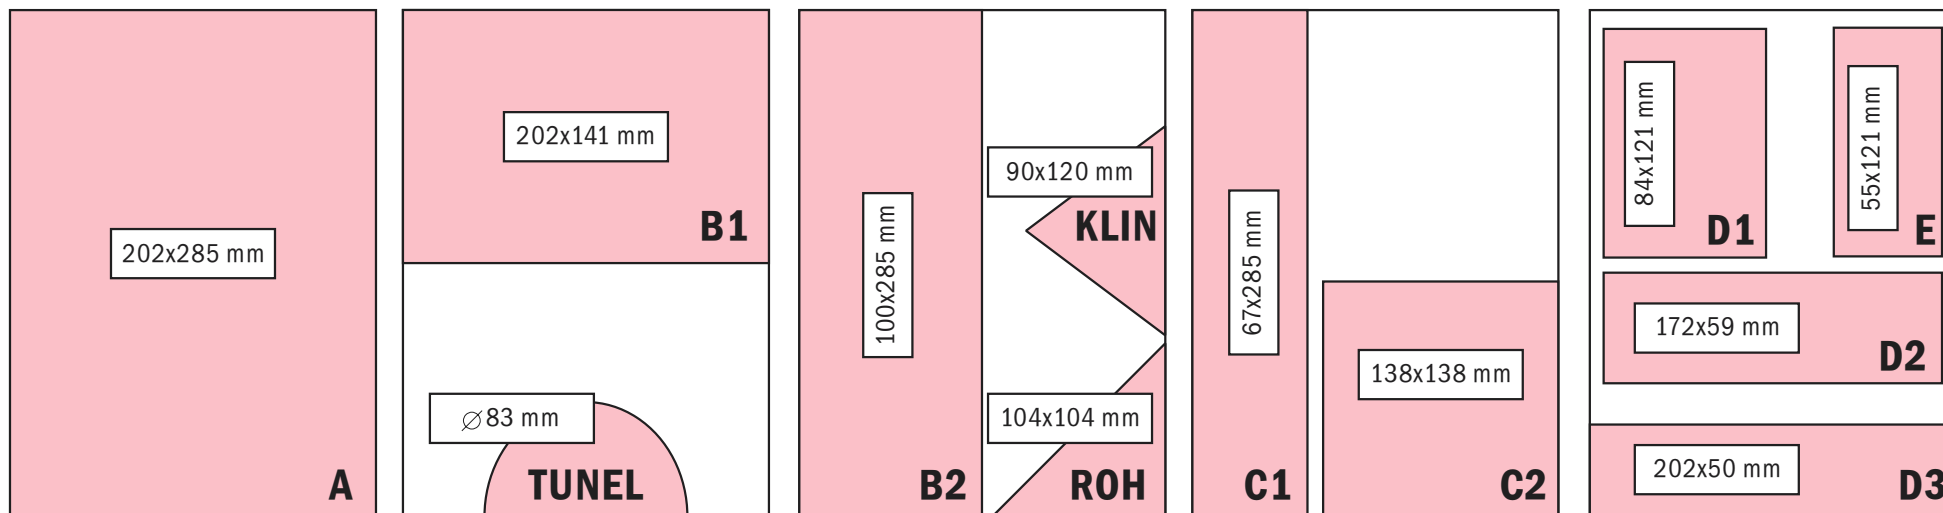 202x285 mm
A
202x141 mm
B1
⌀ 83 mm
TUNEL
100x285 mm
B2
90x120 mm
KLIN
104x104 mm
ROH
67x285 mm
C1
138x138 mm
C2
84x121 mm
D1
55x121 mm
E
172x59 mm
D2
202x50 mm
D3